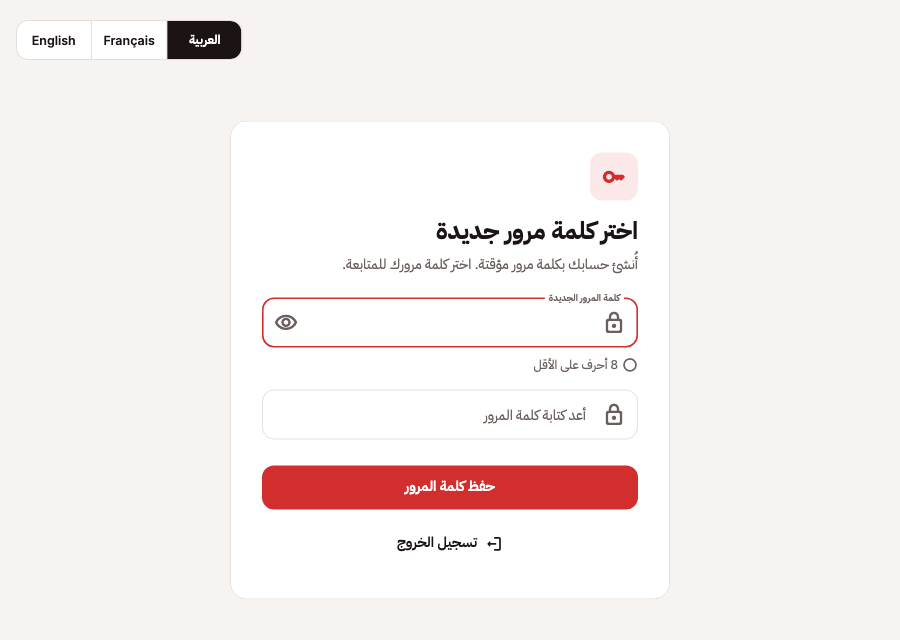 English
Français
العربية
اختر كلمة مرور جديدة
أُنشئ حسابك بكلمة مرور مؤقتة. اختر كلمة مرورك للمتابعة.
كلمة المرور الجديدة
8 أحرف على الأقل
أعد كتابة كلمة المرور
حفظ كلمة المرور
تسجيل الخروج